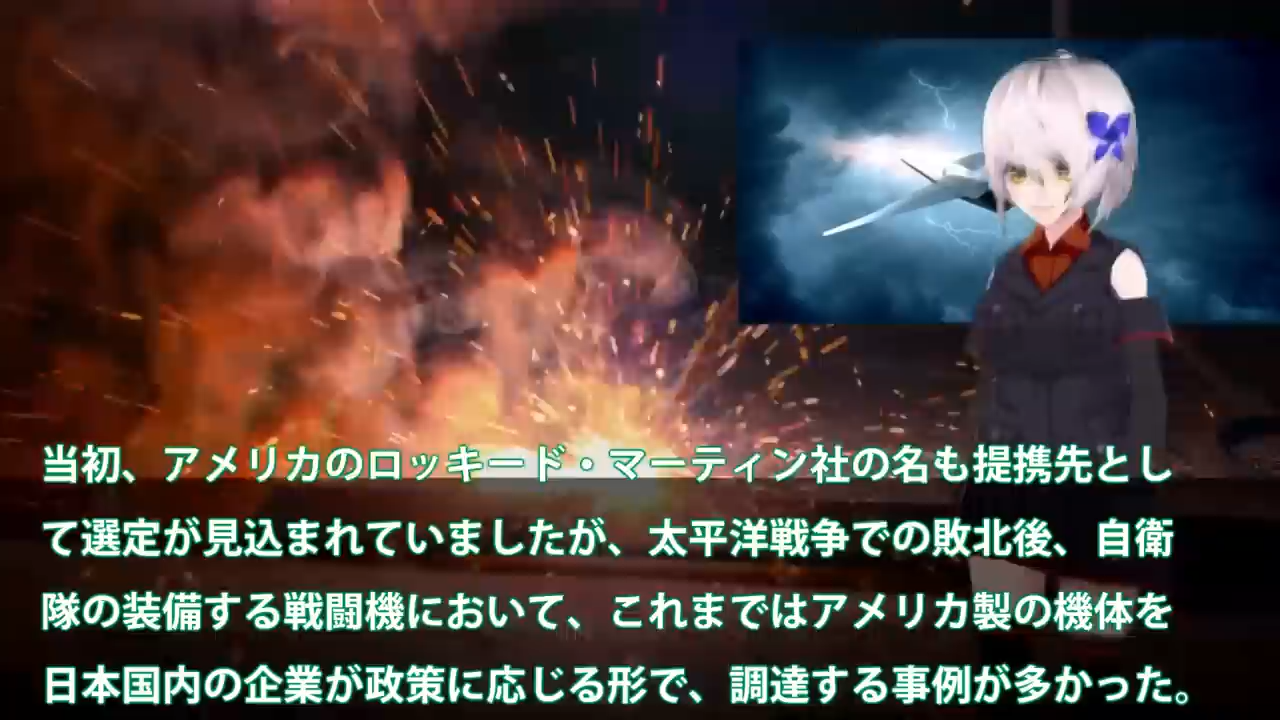 当初、アメリカのロッキード・マーティン社の名も提携先とし
て選定が見込まれていましたが、太平洋戦争での敗北後、自衛
隊の装備する戦闘機において、これまではアメリカ製の機体を
日本国内の企業が政策に応じる形で、調達する事例が多かった。